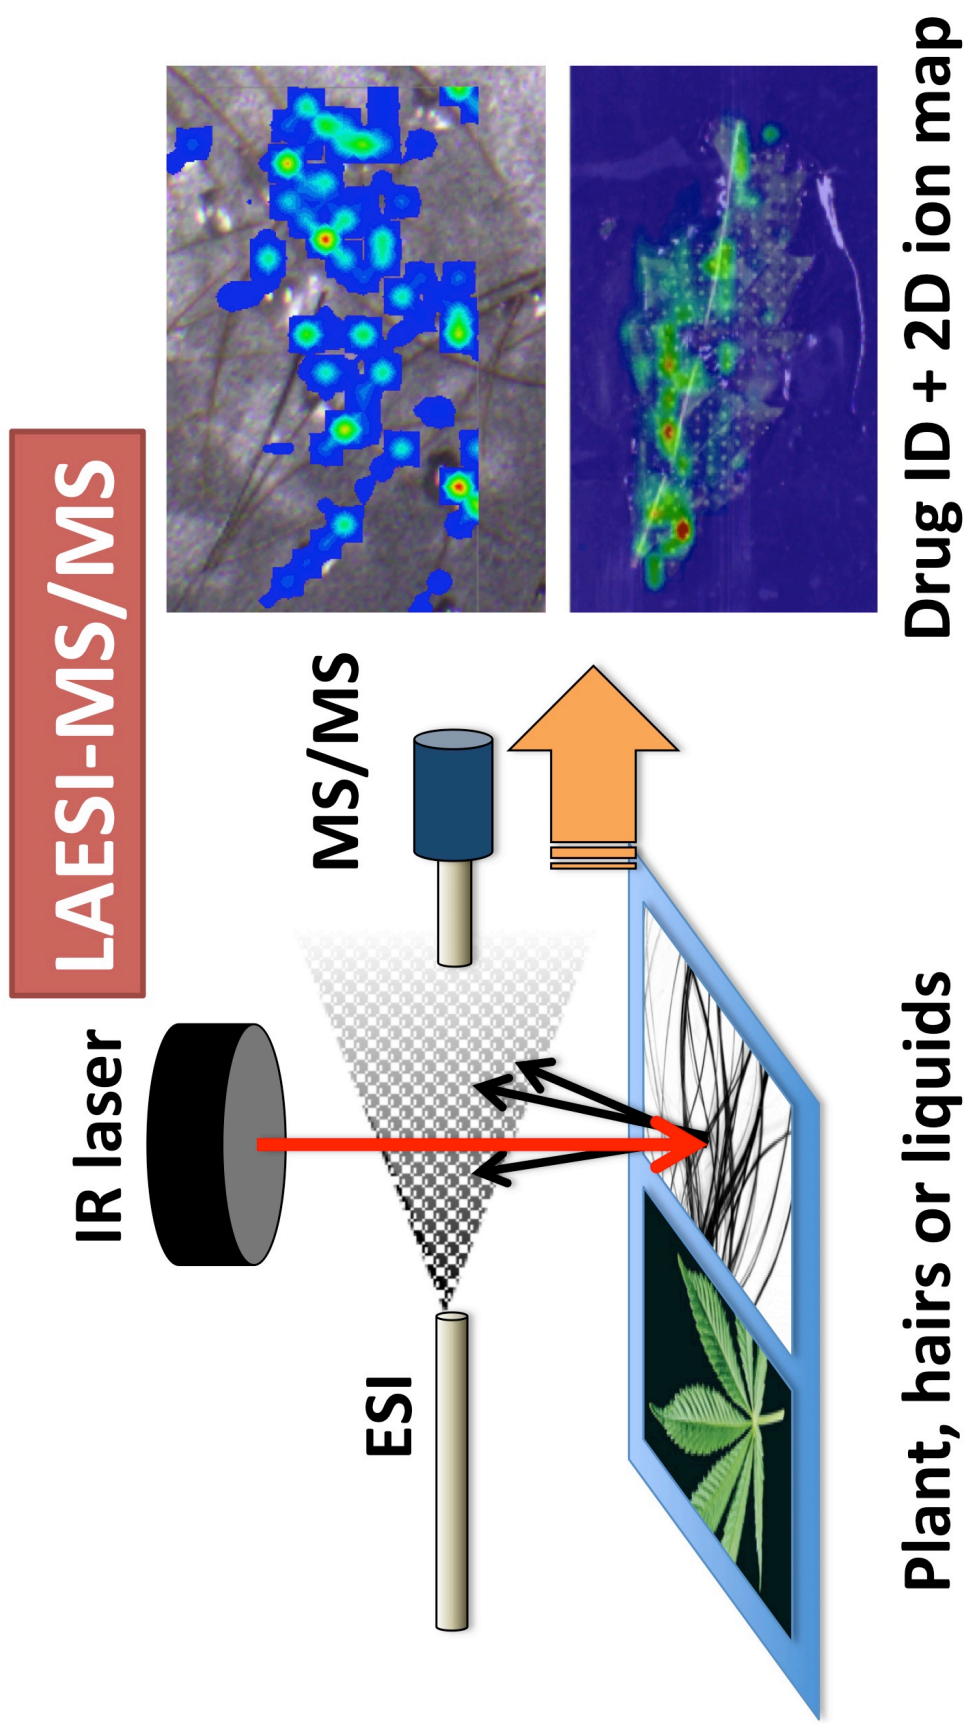 LAESI-MS/MS
IR laser
ESI
MS/MS
Plant, hairs or liquids
Drug ID + 2D ion map